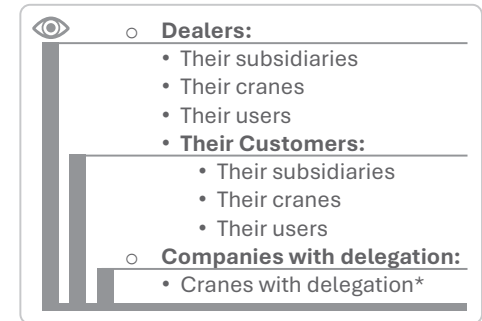 ○ Dealers:
• Their subsidiaries
• Their cranes
• Their users
• Their Customers:
• Their subsidiaries
• Their cranes
• Their users
○ Companies with delegation:
• Cranes with delegation*